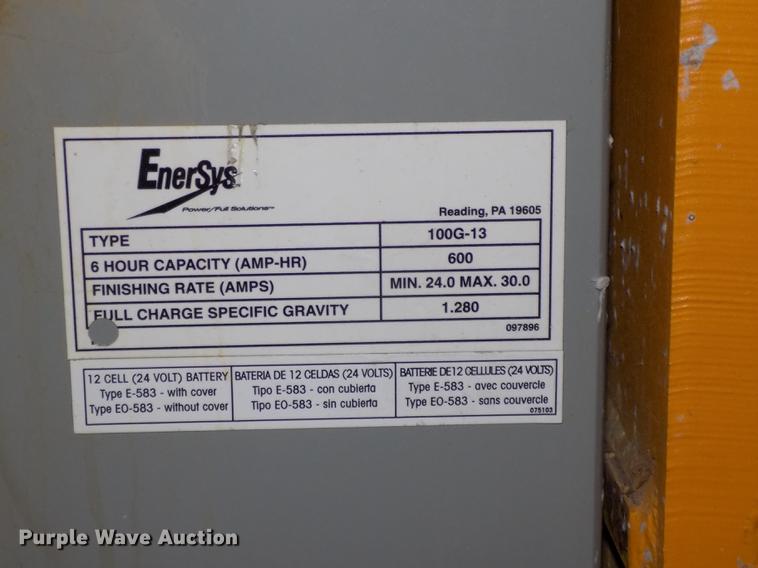 EnerSys
Power/Full Solutions™
Reading, PA 19605
TYPE 100G-13
6 HOUR CAPACITY (AMP-HR) 600
FINISHING RATE (AMPS) MIN. 24.0 MAX. 30.0
FULL CHARGE SPECIFIC GRAVITY 1.280
097896
12 CELL (24 VOLT) BATTERY
Type E-583 - with cover
Type EO-583 - without cover
BATERIA DE 12 CELDAS (24 VOLTS)
Tipo E-583 - con cubierta
Tipo EO-583 - sin cubierta
BATTERIE DE 12 CELLULES (24 VOLTS)
Type E-583 - avec couvercle
Type EO-583 - sans couvercle
075103
Purple Wave Auction